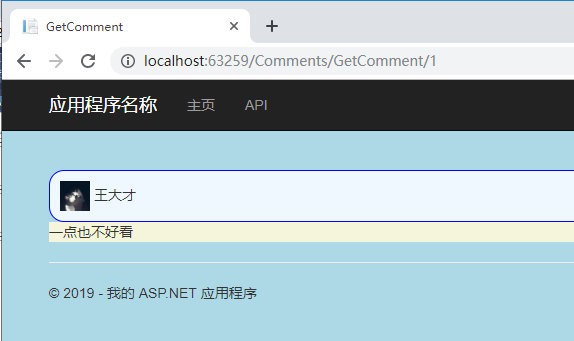 GetComment
localhost:63259/Comments/GetComment/1
应用程序名称 主页 API
王大才
一点也不好看
© 2019 - 我的 ASP.NET 应用程序